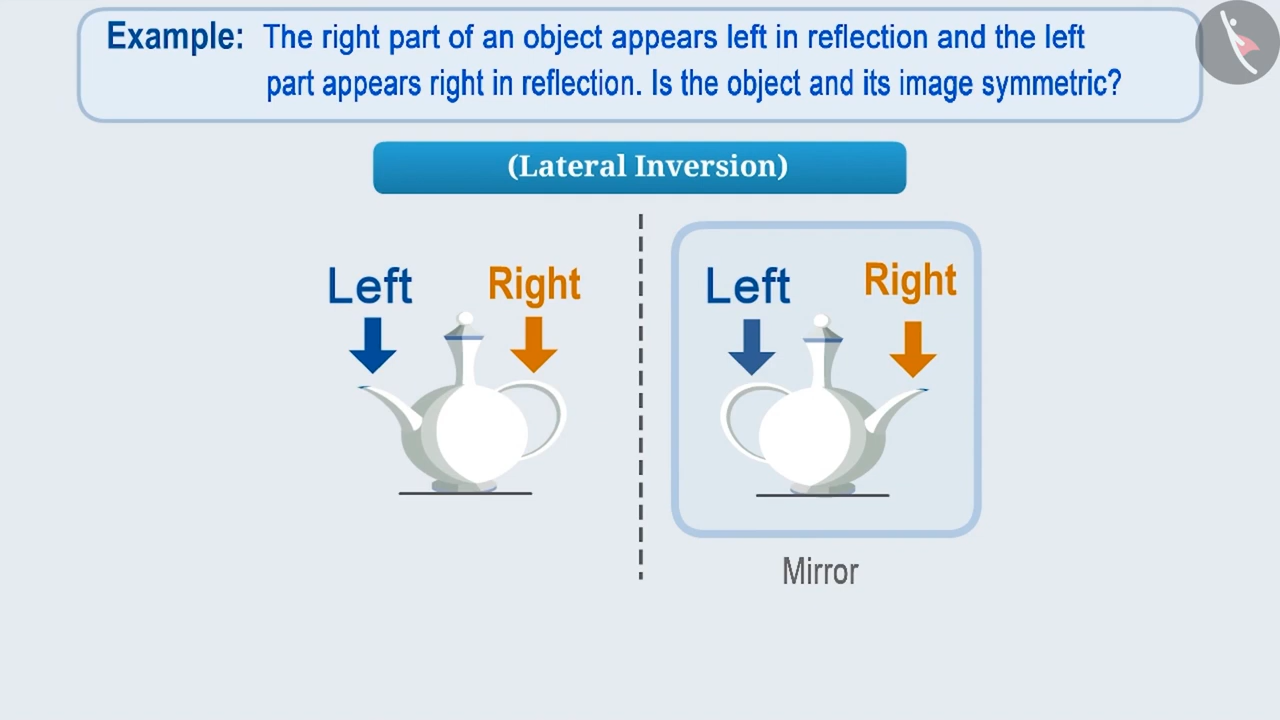 Example: The right part of an object appears left in reflection and the left
part appears right in reflection. Is the object and its image symmetric?
(Lateral Inversion)
Left Right Left Right
Mirror